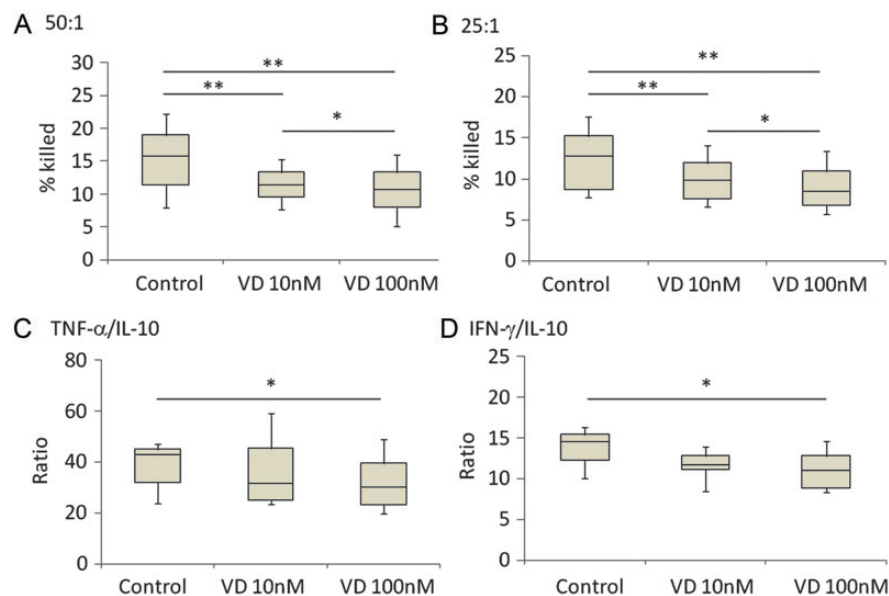 A 50:1
30
25
20
15
10
5
0
% killed
**
**
*
Control VD 10nM VD 100nM
B 25:1
25
20
15
10
5
0
% killed
**
**
*
Control VD 10nM VD 100nM
C TNF-α/IL-10
80
60
40
20
0
Ratio
*
Control VD 10nM VD 100nM
D IFN-γ/IL-10
25
20
15
10
5
0
Ratio
*
Control VD 10nM VD 100nM